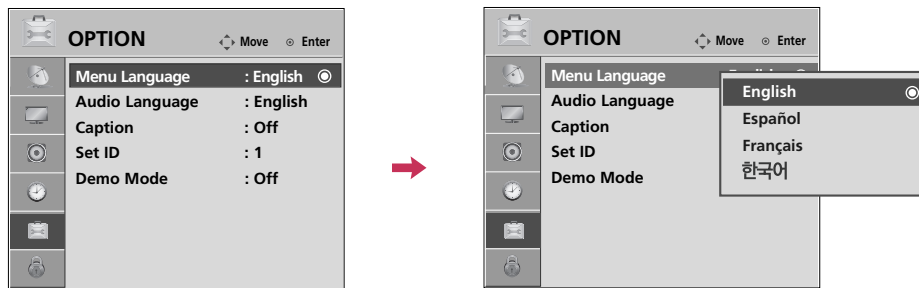 OPTION
Move
Enter
Menu Language : English
Audio Language : English
Caption : Off
Set ID : 1
Demo Mode : Off
OPTION
Move
Enter
Menu Language
Audio Language
Caption
Set ID
Demo Mode
English
Español
Français
한국어